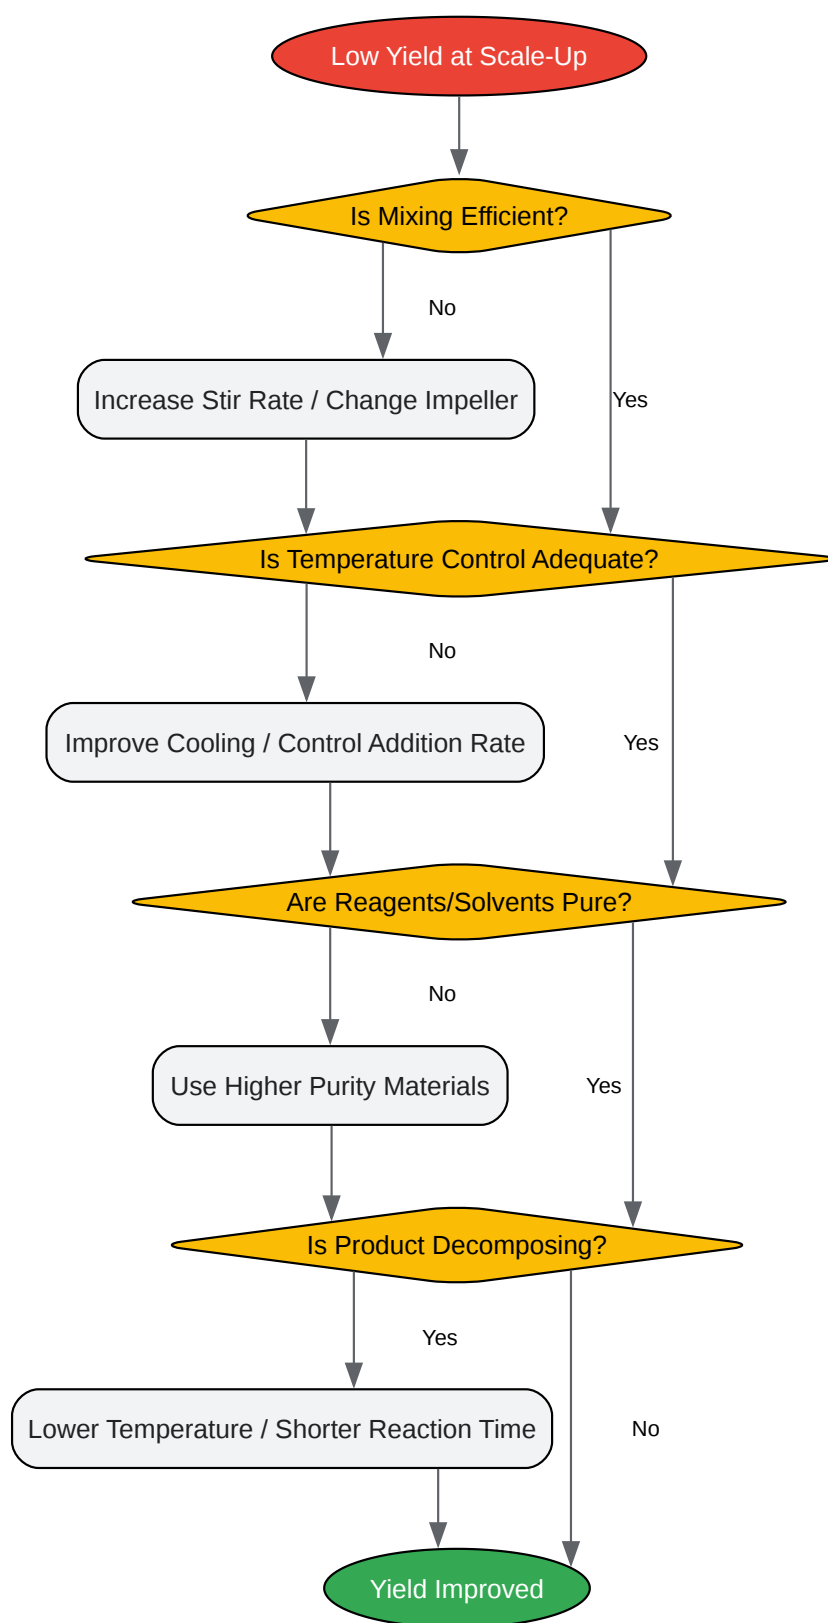 Low Yield at Scale-Up
Is Mixing Efficient?
No
Increase Stir Rate / Change Impeller
Yes
Is Temperature Control Adequate?
No
Improve Cooling / Control Addition Rate
Yes
Are Reagents/Solvents Pure?
No
Use Higher Purity Materials
Yes
Is Product Decomposing?
Yes
Lower Temperature / Shorter Reaction Time
No
Yield Improved